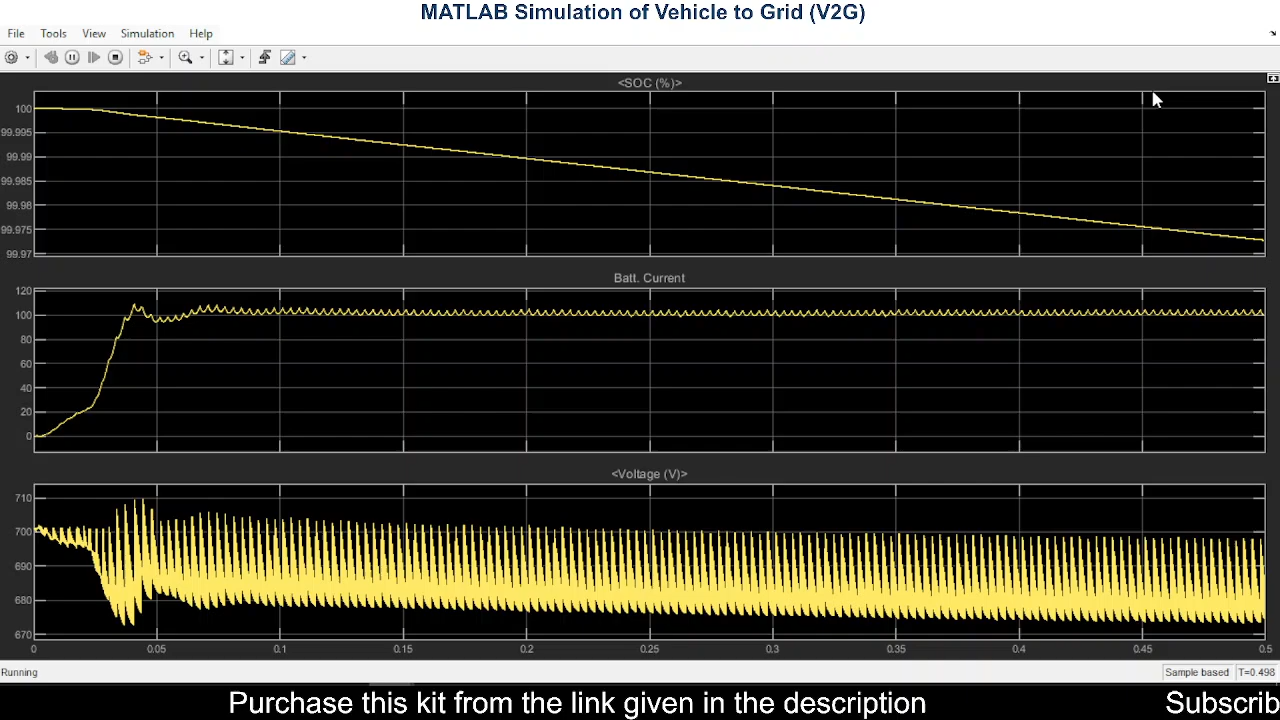 MATLAB Simulation of Vehicle to Grid (V2G)
File Tools View Simulation Help
<SOC (%)>
100
99.995
99.99
99.985
99.98
99.975
99.97
Batt. Current
120
100
80
60
40
20
0
<Voltage (V)>
710
700
690
680
670
0 0.05 0.1 0.15 0.2 0.25 0.3 0.35 0.4 0.45 0.5
Running Sample based T=0.498
Purchase this kit from the link given in the description Subscrib